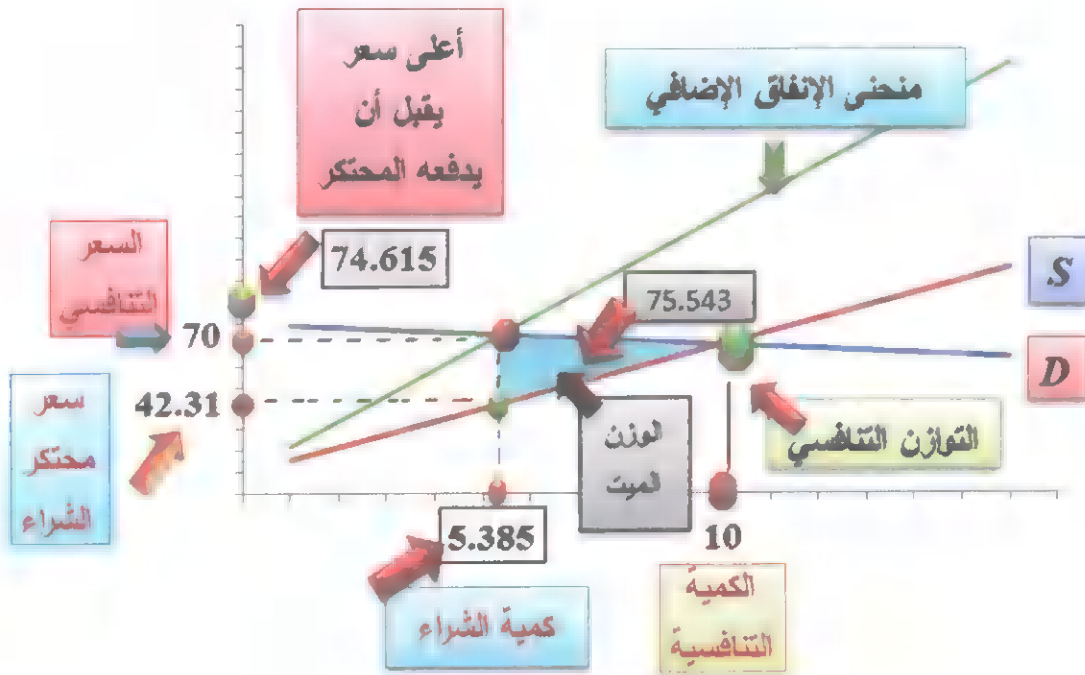 أعلى سعر
يقبل أن
يدفعه المحتكر
منحنى الإنفاق الإضافي
74.615
السعر
التنافسي
70
75.543
S
D
سعر
محتكر
الشراء
42.31
الوزن
الميت
التوازن التنافسي
5.385
10
كمية الشراء
الكمية
التنافسية